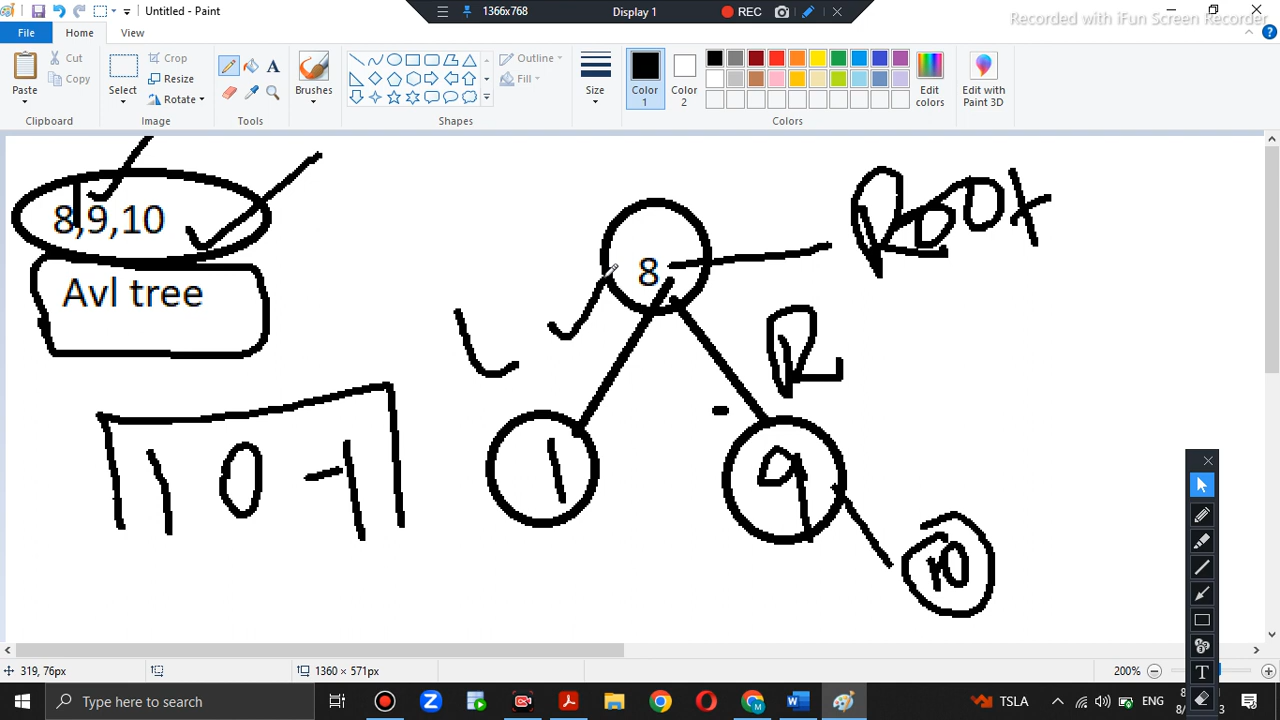 Untitled - Paint
1366x768
Display 1
REC
Recorded with iFun Screen Recorder
File
Home
View
Paste
Cut
Copy
Clipboard
Select
Crop
Resize
Rotate
Image
Tools
Brushes
Shapes
Outline
Fill
Size
Color 1
Color 2
Colors
Edit colors
Edit with Paint 3D
8,9,10
Avl tree
8
Root
L
R
1
9
10
1 0 -1
319, 76px
1360 × 571px
200%
Type here to search
TSLA
ENG